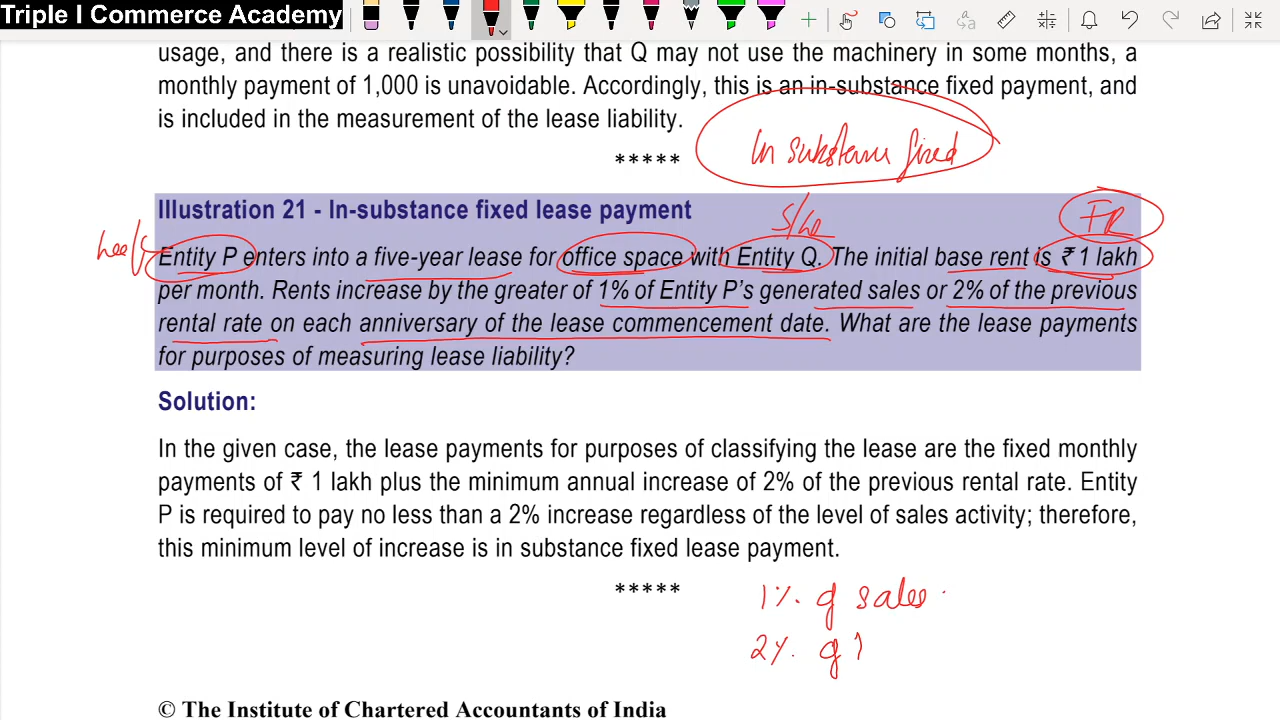 Triple I Commerce Academy
usage, and there is a realistic possibility that Q may not use the machinery in some months, a
monthly payment of 1,000 is unavoidable. Accordingly, this is an in-substance fixed payment, and
is included in the measurement of the lease liability.
*****
In substance fixed
Illustration 21 - In-substance fixed lease payment
FR
Entity P enters into a five-year lease for office space with Entity Q. The initial base rent is ₹ 1 lakh
per month. Rents increase by the greater of 1% of Entity P's generated sales or 2% of the previous
rental rate on each anniversary of the lease commencement date. What are the lease payments
for purposes of measuring lease liability?
Solution:
In the given case, the lease payments for purposes of classifying the lease are the fixed monthly
payments of ₹ 1 lakh plus the minimum annual increase of 2% of the previous rental rate. Entity
P is required to pay no less than a 2% increase regardless of the level of sales activity; therefore,
this minimum level of increase is in substance fixed lease payment.
*****
1% of sales
2% of
© The Institute of Chartered Accountants of India